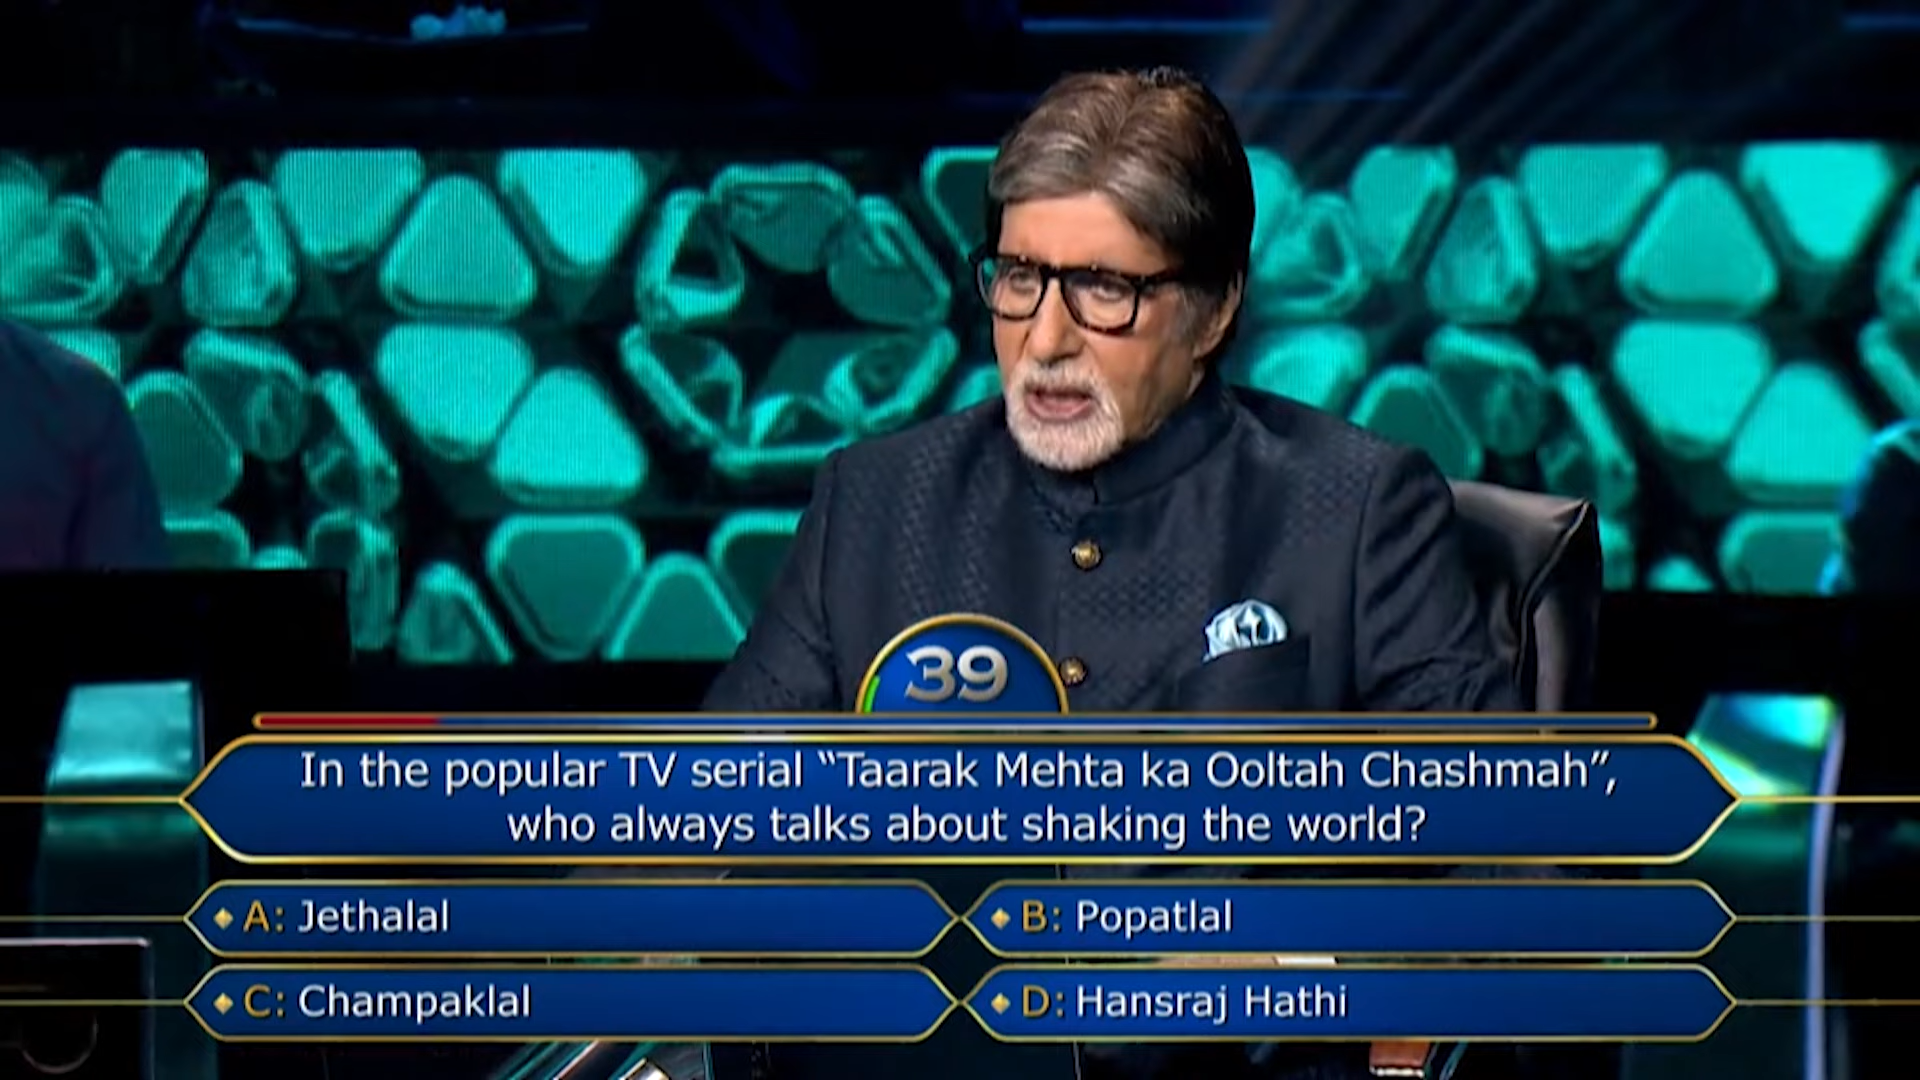 39
In the popular TV serial “Taarak Mehta ka Ooltah Chashmah”,
who always talks about shaking the world?
A: Jethalal
B: Popatlal
C: Champaklal
D: Hansraj Hathi